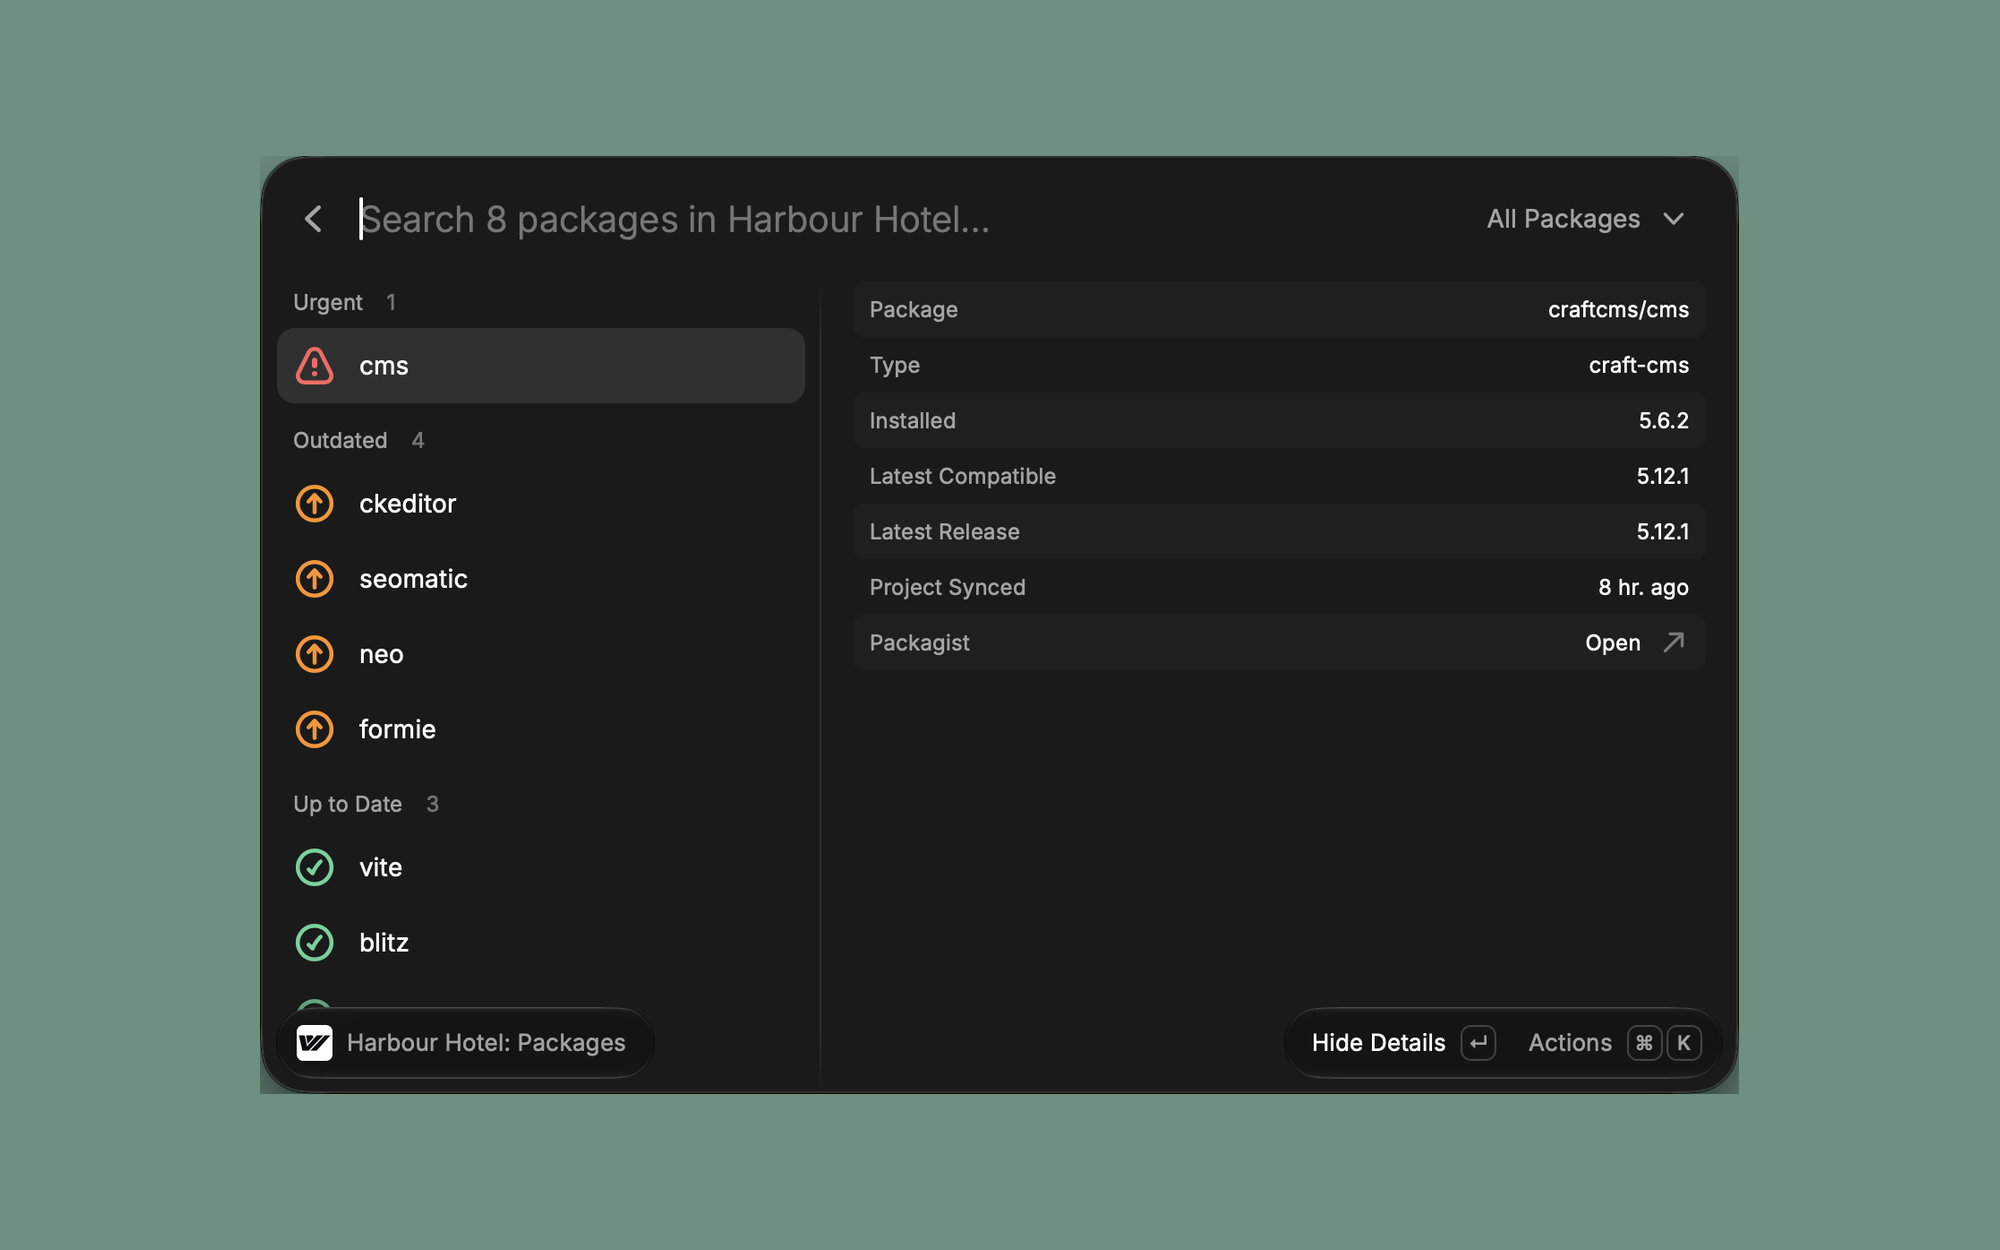 Search 8 packages in Harbour Hotel...
All Packages
Urgent 1
cms
Outdated 4
ckeditor
seomatic
neo
formie
Up to Date 3
vite
blitz
Package craftcms/cms
Type craft-cms
Installed 5.6.2
Latest Compatible 5.12.1
Latest Release 5.12.1
Project Synced 8 hr. ago
Packagist Open
Harbour Hotel: Packages
Hide Details ↵ Actions ⌘ K